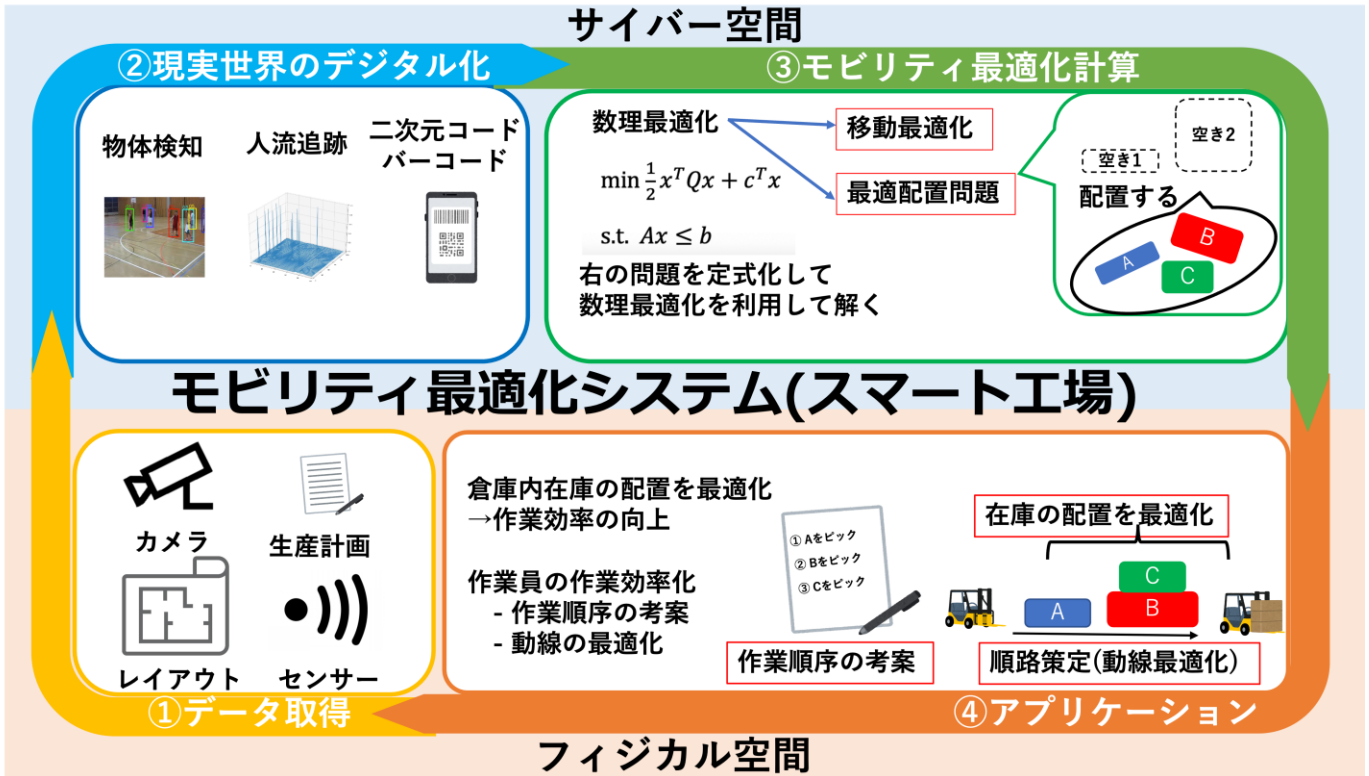 サイバー空間
②現実世界のデジタル化
③モビリティ最適化計算
物体検知
人流追跡
二次元コード
バーコード
数理最適化
移動最適化
最適配置問題
min 1/2 x^T Qx + c^T x
s.t. Ax ≤ b
右の問題を定式化して
数理最適化を利用して解く
空き1
空き2
配置する
A
B
C
モビリティ最適化システム(スマート工場)
カメラ
生産計画
レイアウト
センサー
①データ取得
倉庫内在庫の配置を最適化
→作業効率の向上
作業員の作業効率化
- 作業順序の考案
- 動線の最適化
① Aをピック
② Bをピック
③ Cをピック
作業順序の考案
在庫の配置を最適化
A
C
B
順路策定(動線最適化)
④アプリケーション
フィジカル空間